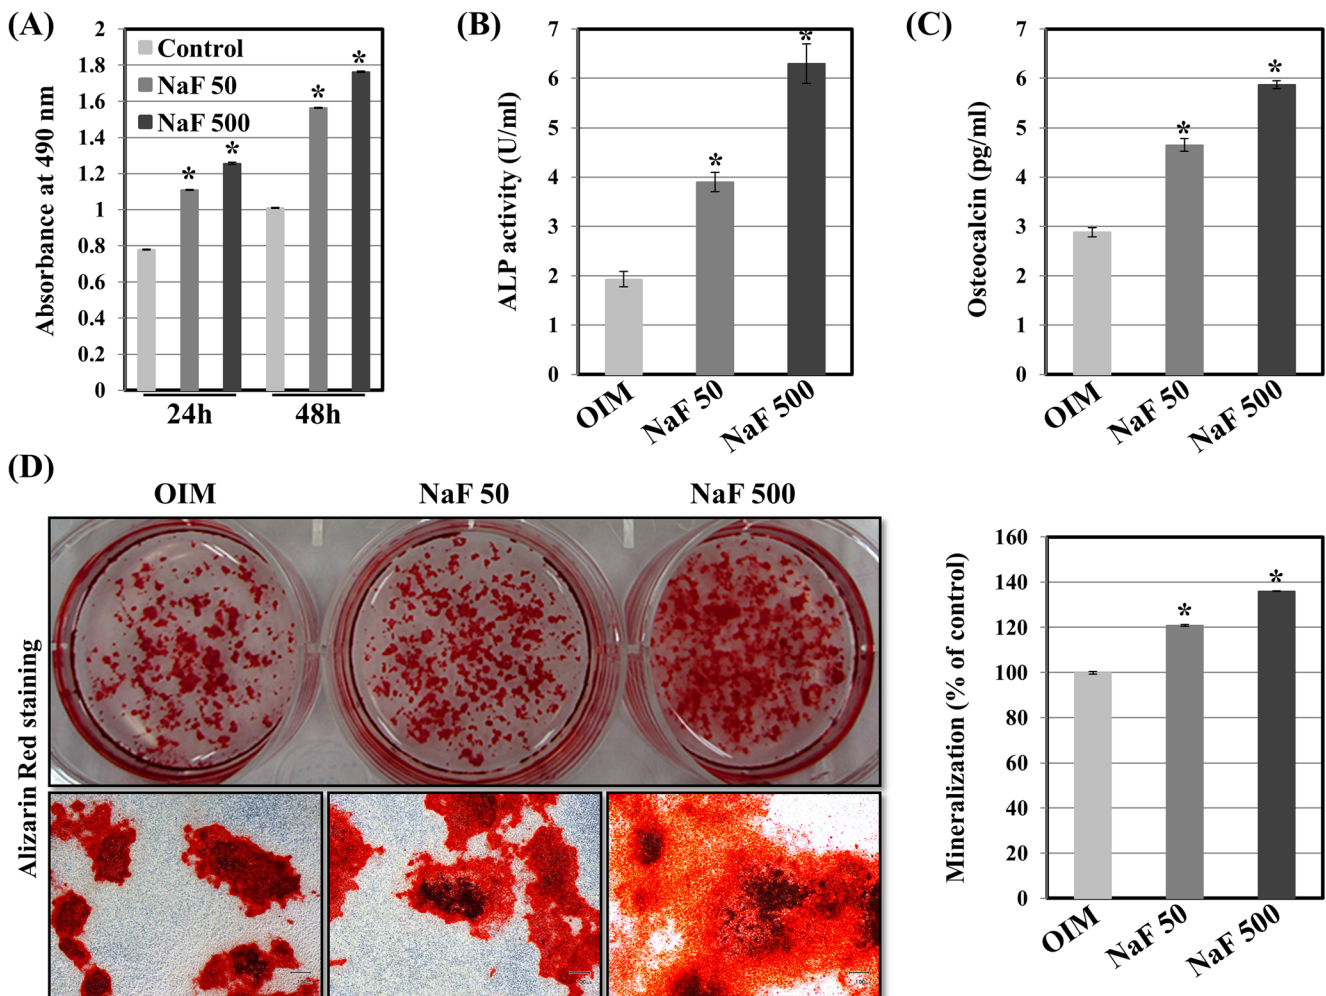 (A)
Absorbance at 490 nm
2
1.8
1.6
1.4
1.2
1
0.8
0.6
0.4
0.2
0
Control
NaF 50
NaF 500
*
*
*
*
24h
48h
(B)
ALP activity (U/ml)
7
6
5
4
3
2
1
0
*
*
OIM
NaF 50
NaF 500
(C)
Osteocalcin (pg/ml)
7
6
5
4
3
2
1
0
*
*
OIM
NaF 50
NaF 500
(D)
OIM
NaF 50
NaF 500
Alizarin Red staining
Mineralization (% of control)
160
140
120
100
80
60
40
20
0
*
*
OIM
NaF 50
NaF 500